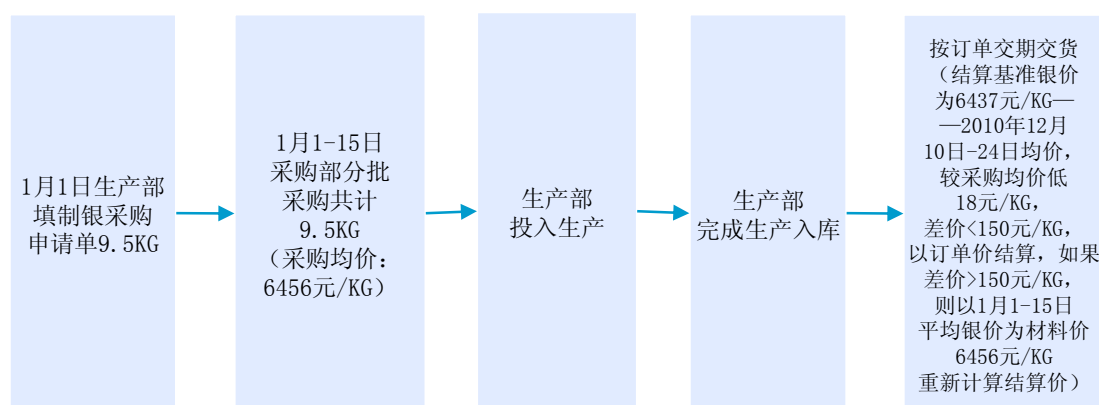 1月1日生产部
填制银采购
申请单9.5KG
1月1-15日
采购部分批
采购共计
9.5KG
（采购均价：
6456元/KG）
生产部
投入生产
生产部
完成生产入库
按订单交期交货
（结算基准银价
为6437元/KG—
—2010年12月
10日-24日均价，
较采购均价低
18元/KG，
差价<150元/KG，
以订单价结算，如果
差价>150元/KG，
则以1月1-15日
平均银价为材料价
6456元/KG
重新计算结算价）